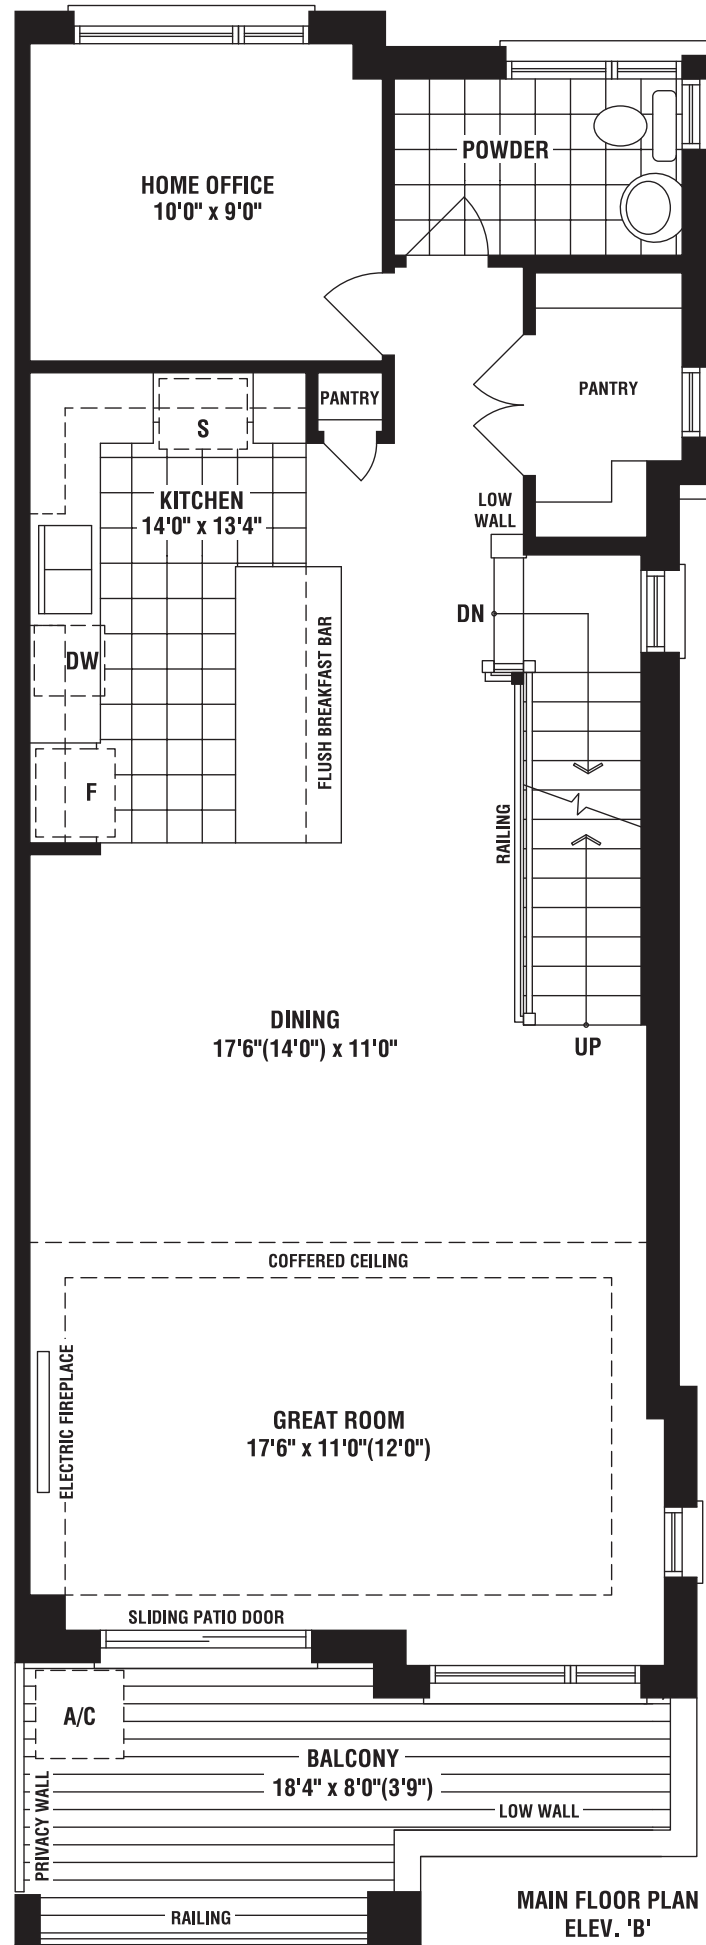 POWDER
HOME OFFICE
10'0" x 9'0"
PANTRY
PANTRY
S
KITCHEN
14'0" x 13'4"
LOW
WALL
DN
DW
FLUSH BREAKFAST BAR
F
RAILING
DINING
17'6"(14'0") x 11'0"
UP
COFFERED CEILING
ELECTRIC FIREPLACE
GREAT ROOM
17'6" x 11'0"(12'0")
SLIDING PATIO DOOR
A/C
BALCONY
18'4" x 8'0"(3'9")
PRIVACY WALL
LOW WALL
RAILING
MAIN FLOOR PLAN
ELEV. 'B'